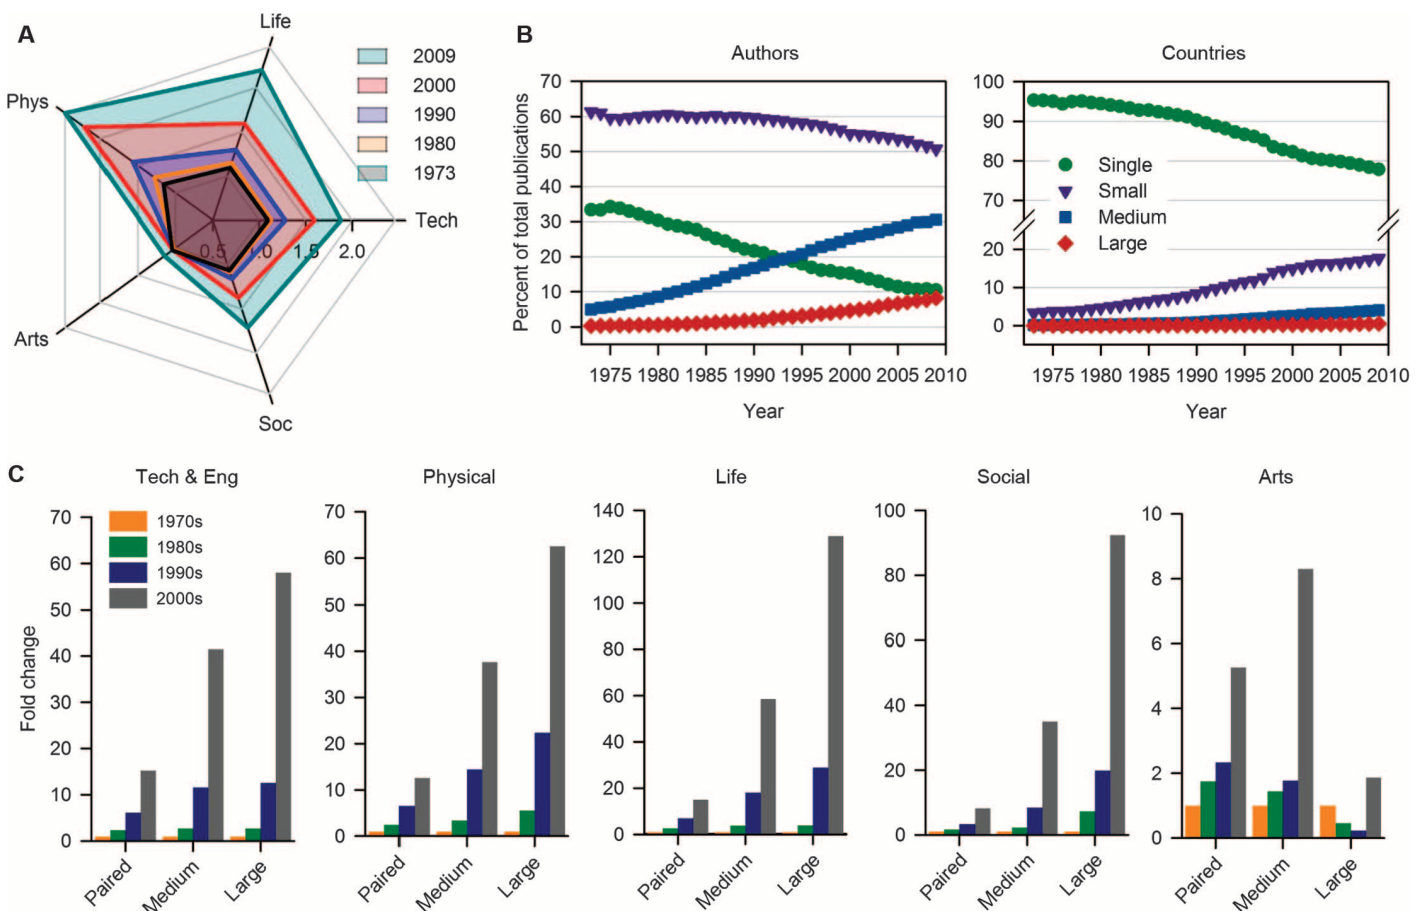 A
Life
Phys
Tech
Arts
Soc
0.5 1.0 1.5 2.0
2009
2000
1990
1980
1973
B
Authors
Percent of total publications
70
60
50
40
30
20
10
0
1975 1980 1985 1990 1995 2000 2005 2010
Year
Countries
100
90
80
70
20
10
0
Single
Small
Medium
Large
1975 1980 1985 1990 1995 2000 2005 2010
Year
C
Tech & Eng
Fold change
70
60
50
40
30
20
10
0
1970s
1980s
1990s
2000s
Paired Medium Large
Physical
70
60
50
40
30
20
10
0
Paired Medium Large
Life
140
120
100
80
60
40
20
0
Paired Medium Large
Social
100
80
60
40
20
0
Paired Medium Large
Arts
10
8
6
4
2
0
Paired Medium Large